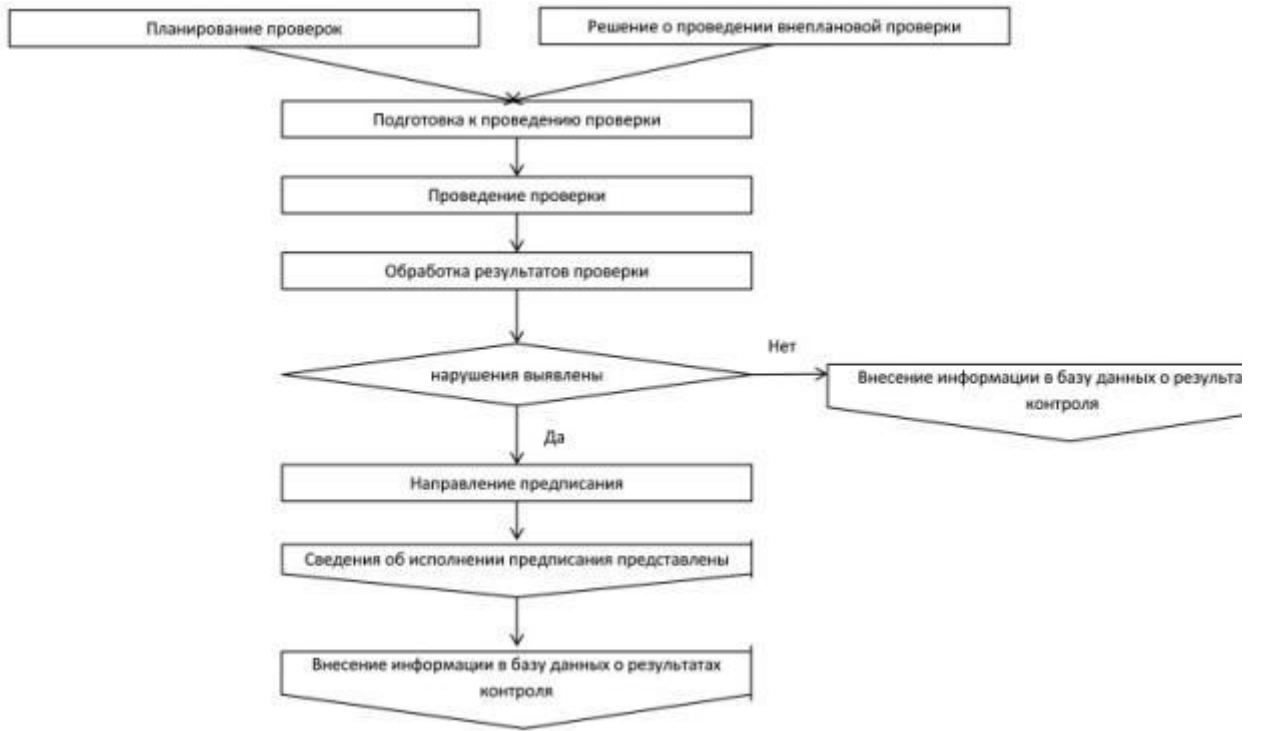 Планирование проверок
Решение о проведении внеплановой проверки
Подготовка к проведению проверки
Проведение проверки
Обработка результатов проверки
нарушения выявлены
Нет
Внесение информации в базу данных о результа
контроля
Да
Направление предписания
Сведения об исполнении предписания представлены
Внесение информации в базу данных о результатах
контроля